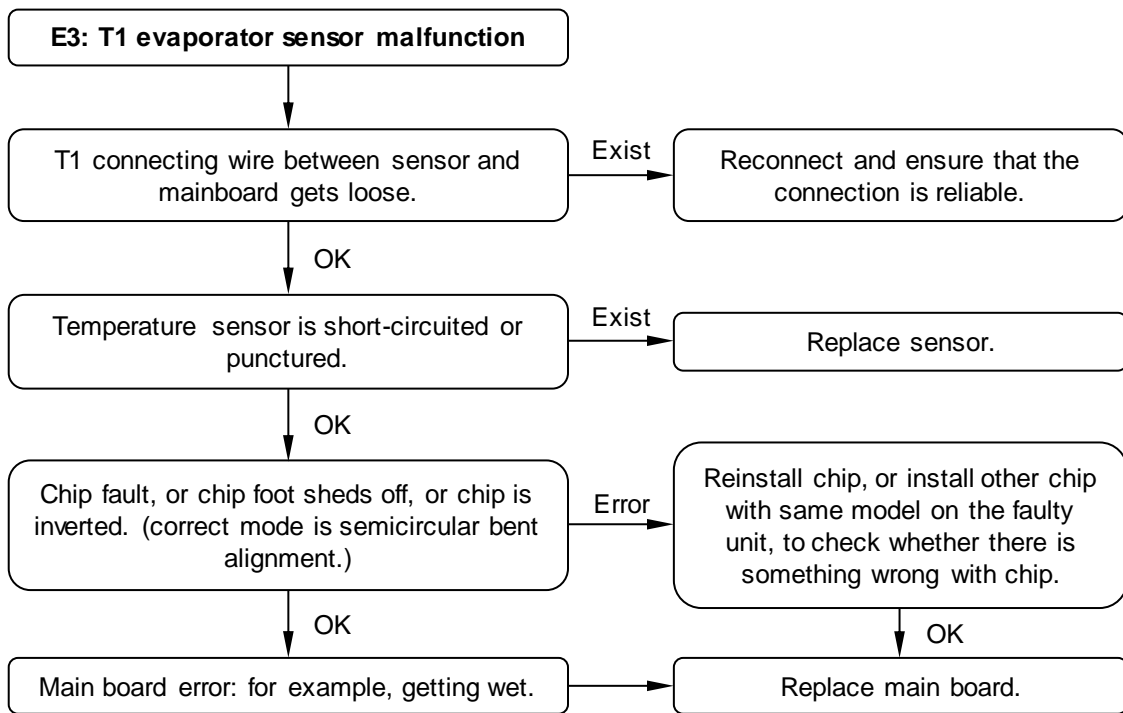 E3: T1 evaporator sensor malfunction
T1 connecting wire between sensor and
mainboard gets loose.
Exist
Reconnect and ensure that the
connection is reliable.
OK
Temperature sensor is short-circuited or
punctured.
Exist
Replace sensor.
OK
Chip fault, or chip foot sheds off, or chip is
inverted. (correct mode is semicircular bent
alignment.)
Error
Reinstall chip, or install other chip
with same model on the faulty
unit, to check whether there is
something wrong with chip.
OK
OK
Main board error: for example, getting wet.
Replace main board.